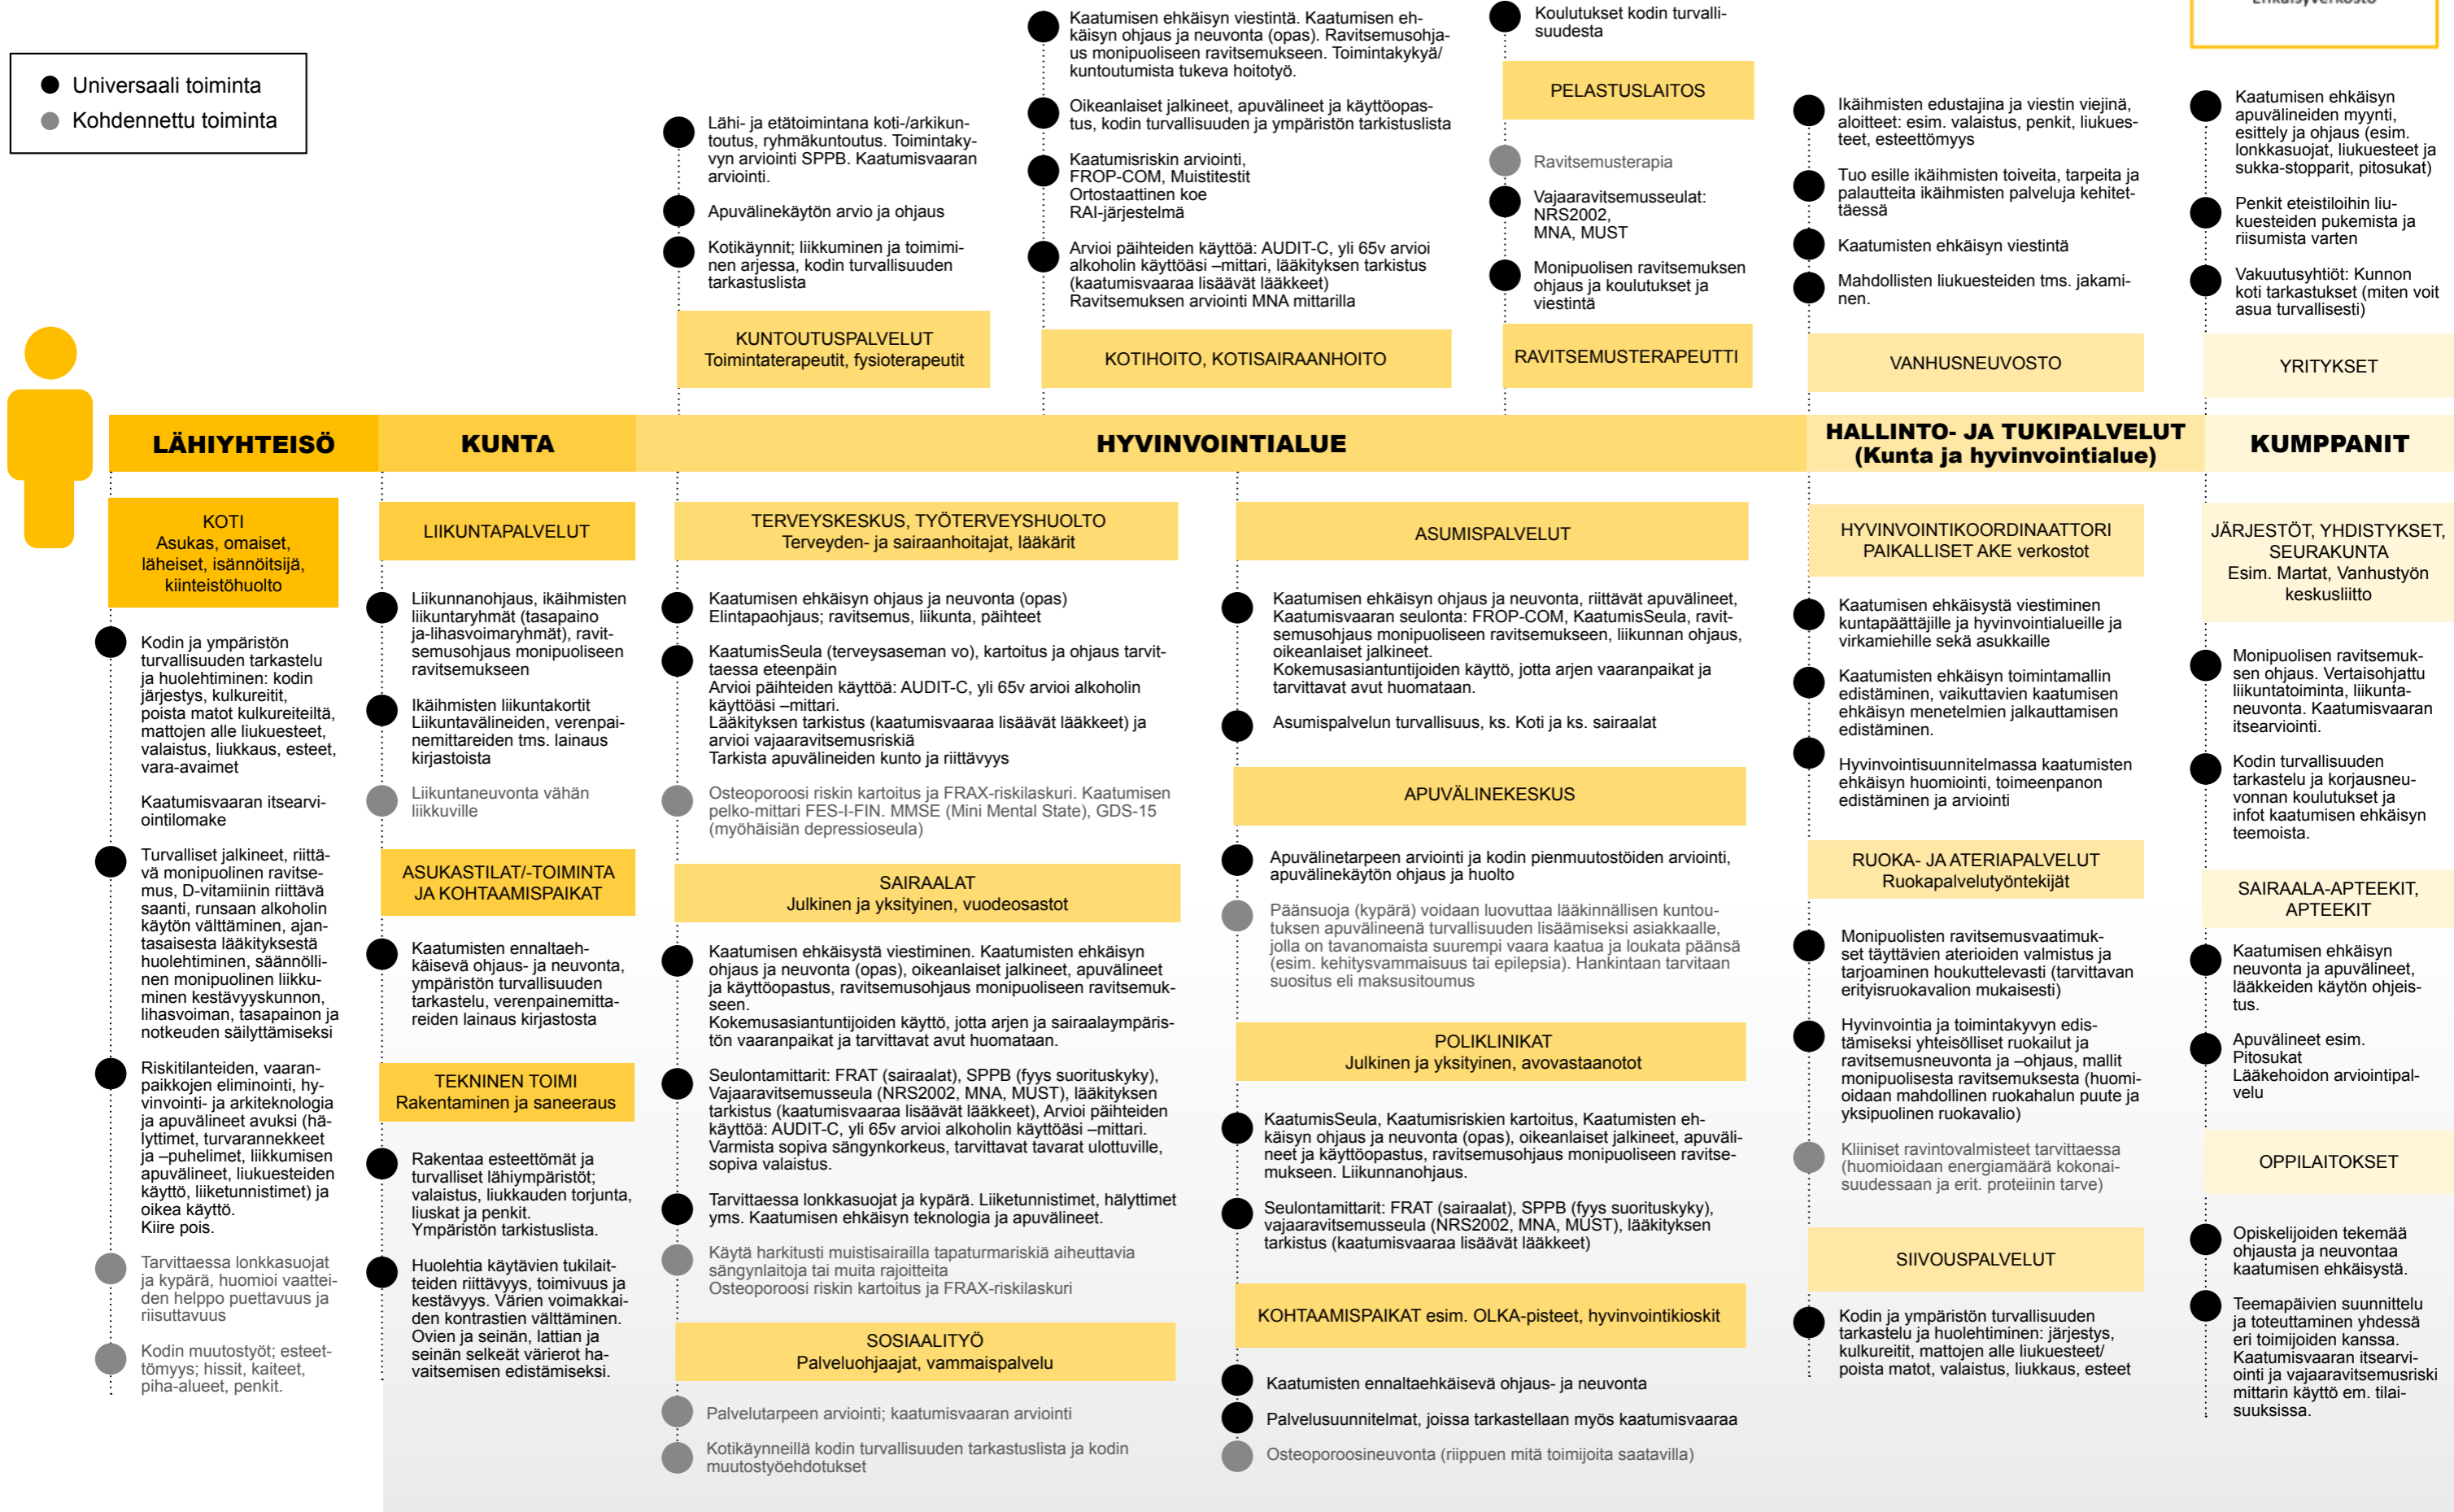 Universaali toiminta
Kohdennettu toiminta
Lähi- ja etätoimintana koti-/arkikun-
toutus, ryhmäkuntoutus. Toimintaky-
vyn arviointi SPPB. Kaatumisvaaran
arviointi.
Apuvälinekäytön arvio ja ohjaus
Kotikäynnit; liikkuminen ja toimimi-
nen arjessa, kodin turvallisuuden
tarkastuslista
KUNTOUTUSPALVELUT
Toimintaterapeutit, fysioterapeutit
Kaatumisen ehkäisyn viestintä. Kaatumisen eh-
käisyn ohjaus ja neuvonta (opas). Ravitsemusohja-
us monipuoliseen ravitsemukseen. Toimintakykyä/
kuntoutumista tukeva hoitotyö.
Oikeanlaiset jalkineet, apuvälineet ja käyttöopas-
tus, kodin turvallisuuden ja ympäristön tarkistuslista
Kaatumisriskin arviointi,
FROP-COM, Muistitestit
Ortostaattinen koe
RAI-järjestelmä
Arvioi päihteiden käyttöä: AUDIT-C, yli 65v arvioi
alkoholin käyttöäsi –mittari, lääkityksen tarkistus
(kaatumisvaaraa lisäävät lääkkeet)
Ravitsemuksen arviointi MNA mittarilla
KOTIHOITO, KOTISAIRAANHOITO
Koulutukset kodin turvalli-
suudesta
PELASTUSLAITOS
Ravitsemusterapia
Vajaaravitsemusseulat:
NRS2002,
MNA, MUST
Monipuolisen ravitsemuksen
ohjaus ja koulutukset ja
viestintä
RAVITSEMUSTERAPEUTTI
Ikäihmisten edustajina ja viestin viejinä,
aloitteet: esim. valaistus, penkit, liukues-
teet, esteettömyys
Tuo esille ikäihmisten toiveita, tarpeita ja
palautteita ikäihmisten palveluja kehitet-
täessä
Kaatumisten ehkäisyn viestintä
Mahdollisten liukuesteiden tms. jakami-
nen.
VANHUSNEUVOSTO
Kaatumisen ehkäisyn
apuvälineiden myynti,
esittely ja ohjaus (esim.
lonkkasuojat, liukuesteet ja
sukka-stopparit, pitosukat)
Penkit eteistiloihin liu-
kuesteiden pukemista ja
riisumista varten
Vakuutusyhtiöt: Kunnon
koti tarkastukset (miten voit
asua turvallisesti)
YRITYKSET
LÄHIYHTEISÖ
KUNTA
HYVINVOINTIALUE
HALLINTO- JA TUKIPALVELUT
(Kunta ja hyvinvointialue)
KUMPPANIT
KOTI
Asukas, omaiset,
läheiset, isännöitsijä,
kiinteistöhuolto
Kodin ja ympäristön
turvallisuuden tarkastelu
ja huolehtiminen: kodin
järjestys, kulkureitit,
poista matot kulkureiteiltä,
mattojen alle liukuesteet,
valaistus, liukkaus, esteet,
vara-avaimet
Kaatumisvaaran itsearvi-
ointilomake
Turvalliset jalkineet, riittä-
vä monipuolinen ravitse-
mus, D-vitamiinin riittävä
saanti, runsaan alkoholin
käytön välttäminen, ajan-
tasaisesta lääkityksestä
huolehtiminen, säännölli-
nen monipuolinen liikku-
minen kestävyyskunnon,
lihasvoiman, tasapainon ja
notkeuden säilyttämiseksi
Riskitilanteiden, vaaran-
paikkojen eliminointi, hy-
vinvointi- ja arkiteknologia
ja apuvälineet avuksi (hä-
lyttimet, turvarannekkeet
ja –puhelimet, liikkumisen
apuvälineet, liukuesteiden
käyttö, liiketunnistimet) ja
oikea käyttö.
Kiire pois.
Tarvittaessa lonkkasuojat
ja kypärä, huomioi vaattei-
den helppo puettavuus ja
riisuttavuus
Kodin muutostyöt; esteet-
tömyys; hissit, kaiteet,
piha-alueet, penkit.
LIIKUNTAPALVELUT
Liikunnanohjaus, ikäihmisten
liikuntaryhmät (tasapaino
ja-lihasvoimaryhmät), ravit-
semusohjaus monipuoliseen
ravitsemukseen
Ikäihmisten liikuntakortit
Liikuntavälineiden, verenpai-
nemittareiden tms. lainaus
kirjastoista
Liikuntaneuvonta vähän
liikkuville
ASUKASTILAT/-TOIMINTA
JA KOHTAAMISPAIKAT
Kaatumisten ennaltaeh-
käisevä ohjaus- ja neuvonta,
ympäristön turvallisuuden
tarkastelu, verenpainemitta-
reiden lainaus kirjastosta
TEKNINEN TOIMI
Rakentaminen ja saneeraus
Rakentaa esteettömät ja
turvalliset lähiympäristöt;
valaistus, liukkauden torjunta,
liuskat ja penkit.
Ympäristön tarkistuslista.
Huolehtia käytävien tukilait-
teiden riittävyys, toimivuus ja
kestävyys. Värien voimakkai-
den kontrastien välttäminen.
Ovien ja seinän, lattian ja
seinän selkeät värierot ha-
vaitsemisen edistämiseksi.
TERVEYSKESKUS, TYÖTERVEYSHUOLTO
Terveyden- ja sairaanhoitajat, lääkärit
Kaatumisen ehkäisyn ohjaus ja neuvonta (opas)
Elintapaohjaus; ravitsemus, liikunta, päihteet
KaatumisSeula (terveysaseman vo), kartoitus ja ohjaus tarvit-
taessa eteenpäin
Arvioi päihteiden käyttöä: AUDIT-C, yli 65v arvioi alkoholin
käyttöäsi –mittari.
Lääkityksen tarkistus (kaatumisvaaraa lisäävät lääkkeet) ja
arvioi vajaaravitsemusriskiä
Tarkista apuvälineiden kunto ja riittävyys
Osteoporoosi riskin kartoitus ja FRAX-riskilaskuri. Kaatumisen
pelko-mittari FES-I-FIN. MMSE (Mini Mental State), GDS-15
(myöhäisiän depressioseula)
SAIRAALAT
Julkinen ja yksityinen, vuodeosastot
Kaatumisen ehkäisystä viestiminen. Kaatumisten ehkäisyn
ohjaus ja neuvonta (opas), oikeanlaiset jalkineet, apuvälineet
ja käyttöopastus, ravitsemusohjaus monipuoliseen ravitsemuk-
seen.
Kokemusasiantuntijoiden käyttö, jotta arjen ja sairaalaympäris-
tön vaaranpaikat ja tarvittavat avut huomataan.
Seulontamittarit: FRAT (sairaalat), SPPB (fyys suorituskyky),
Vajaaravitsemusseula (NRS2002, MNA, MUST), lääkityksen
tarkistus (kaatumisvaaraa lisäävät lääkkeet), Arvioi päihteiden
käyttöä: AUDIT-C, yli 65v arvioi alkoholin käyttöäsi –mittari.
Varmista sopiva sängynkorkeus, tarvittavat tavarat ulottuville,
sopiva valaistus.
Tarvittaessa lonkkasuojat ja kypärä. Liiketunnistimet, hälyttimet
yms. Kaatumisen ehkäisyn teknologia ja apuvälineet.
Käytä harkitusti muistisairailla tapaturmariskiä aiheuttavia
sängynlaitoja tai muita rajoitteita
Osteoporoosi riskin kartoitus ja FRAX-riskilaskuri
SOSIAALITYÖ
Palveluohjaajat, vammaispalvelu
Palvelutarpeen arviointi; kaatumisvaaran arviointi
Kotikäynneillä kodin turvallisuuden tarkastuslista ja kodin
muutostyöehdotukset
ASUMISPALVELUT
Kaatumisen ehkäisyn ohjaus ja neuvonta, riittävät apuvälineet,
Kaatumisvaaran seulonta: FROP-COM, KaatumisSeula, ravit-
semusohjaus monipuoliseen ravitsemukseen, liikunnan ohjaus,
oikeanlaiset jalkineet.
Kokemusasiantuntijoiden käyttö, jotta arjen vaaranpaikat ja
tarvittavat avut huomataan.
Asumispalvelun turvallisuus, ks. Koti ja ks. sairaalat
APUVÄLINEKESKUS
Apuvälinetarpeen arviointi ja kodin pienmuutostöiden arviointi,
apuvälinekäytön ohjaus ja huolto
Päänsuoja (kypärä) voidaan luovuttaa lääkinnällisen kuntou-
tuksen apuvälineenä turvallisuuden lisäämiseksi asiakkaalle,
jolla on tavanomaista suurempi vaara kaatua ja loukata päänsä
(esim. kehitysvammaisuus tai epilepsia). Hankintaan tarvitaan
suositus eli maksusitoumus
POLIKLINIKAT
Julkinen ja yksityinen, avovastaanotot
KaatumisSeula, Kaatumisriskien kartoitus, Kaatumisten eh-
käisyn ohjaus ja neuvonta (opas), oikeanlaiset jalkineet, apuväli-
neet ja käyttöopastus, ravitsemusohjaus monipuoliseen ravitse-
mukseen. Liikunnanohjaus.
Seulontamittarit: FRAT (sairaalat), SPPB (fyys suorituskyky),
vajaaravitsemusseula (NRS2002, MNA, MUST), lääkityksen
tarkistus (kaatumisvaaraa lisäävät lääkkeet)
KOHTAAMISPAIKAT esim. OLKA-pisteet, hyvinvointikioskit
Kaatumisten ennaltaehkäisevä ohjaus- ja neuvonta
Palvelusuunnitelmat, joissa tarkastellaan myös kaatumisvaaraa
Osteoporoosineuvonta (riippuen mitä toimijoita saatavilla)
HYVINVOINTIKOORDINAATTORI
PAIKALLISET AKE verkostot
Kaatumisen ehkäisystä viestiminen
kuntapäättäjille ja hyvinvointialueille ja
virkamiehille sekä asukkaille
Kaatumisten ehkäisyn toimintamallin
edistäminen, vaikuttavien kaatumisen
ehkäisyn menetelmien jalkauttamisen
edistäminen.
Hyvinvointisuunnitelmassa kaatumisten
ehkäisyn huomiointi, toimeenpanon
edistäminen ja arviointi
RUOKA- JA ATERIAPALVELUT
Ruokapalvelutyöntekijät
Monipuolisten ravitsemusvaatimuk-
set täyttävien aterioiden valmistus ja
tarjoaminen houkuttelevasti (tarvittavan
erityisruokavalion mukaisesti)
Hyvinvointia ja toimintakyvyn edis-
tämiseksi yhteisölliset ruokailut ja
ravitsemusneuvonta ja –ohjaus, mallit
monipuolisesta ravitsemuksesta (huomi-
oidaan mahdollinen ruokahalun puute ja
yksipuolinen ruokavalio)
Kliiniset ravintovalmisteet tarvittaessa
(huomioidaan energiamäärä kokonai-
suudessaan ja erit. proteiinin tarve)
SIIVOUSPALVELUT
Kodin ja ympäristön turvallisuuden
tarkastelu ja huolehtiminen: järjestys,
kulkureitit, mattojen alle liukuesteet/
poista matot, valaistus, liukkaus, esteet
JÄRJESTÖT, YHDISTYKSET,
SEURAKUNTA
Esim. Martat, Vanhustyön
keskusliitto
Monipuolisen ravitsemuk-
sen ohjaus. Vertaisohjattu
liikuntatoiminta, liikunta-
neuvonta. Kaatumisvaaran
itsearviointi.
Kodin turvallisuuden
tarkastelu ja korjausneu-
vonnan koulutukset ja
infot kaatumisen ehkäisyn
teemoista.
SAIRAALA-APTEEKIT,
APTEEKIT
Kaatumisen ehkäisyn
neuvonta ja apuvälineet,
lääkkeiden käytön ohjeis-
tus.
Apuvälineet esim.
Pitosukat
Lääkehoidon arviointipal-
velu
OPPILAITOKSET
Opiskelijoiden tekemää
ohjausta ja neuvontaa
kaatumisen ehkäisystä.
Teemapäivien suunnittelu
ja toteuttaminen yhdessä
eri toimijoiden kanssa.
Kaatumisvaaran itsearvi-
ointi ja vajaaravitsemusriski
mittarin käyttö em. tilai-
suuksissa.